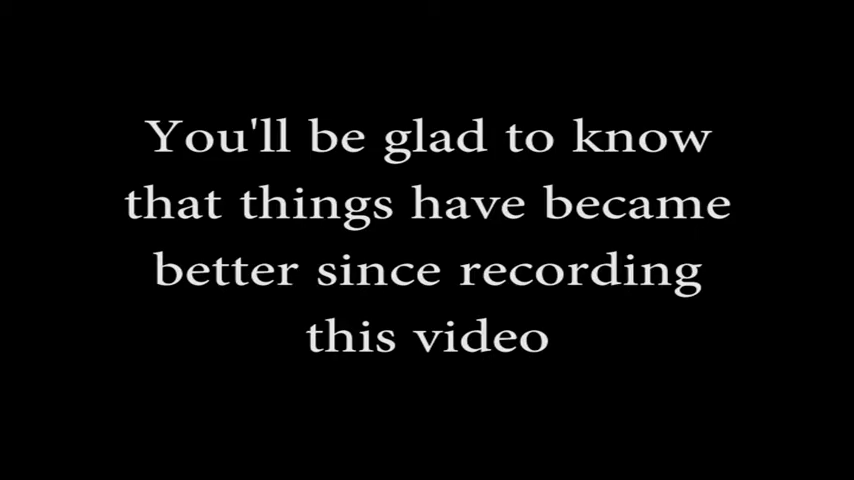 You'll be glad to know
that things have became
better since recording
this video